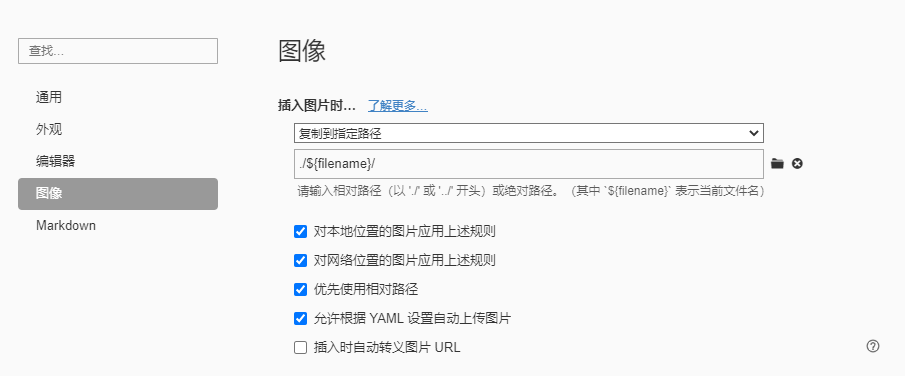 查找…
通用
外观
编辑器
图像
Markdown
图像
插入图片时… 了解更多…
复制到指定路径
./${filename}/
请输入相对路径（以 './' 或 '../' 开头）或绝对路径。（其中 `${filename}` 表示当前文件名）
对本地位置的图片应用上述规则
对网络位置的图片应用上述规则
优先使用相对路径
允许根据 YAML 设置自动上传图片
插入时自动转义图片 URL